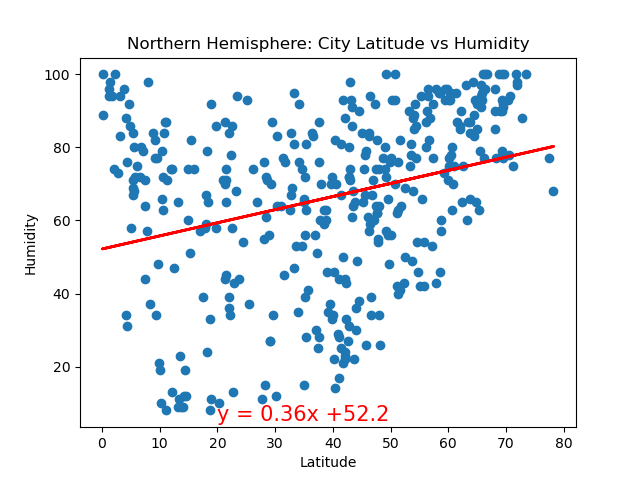 Northern Hemisphere: City Latitude vs Humidity
100
80
60
40
20
Humidity
y = 0.36x +52.2
0 10 20 30 40 50 60 70 80
Latitude